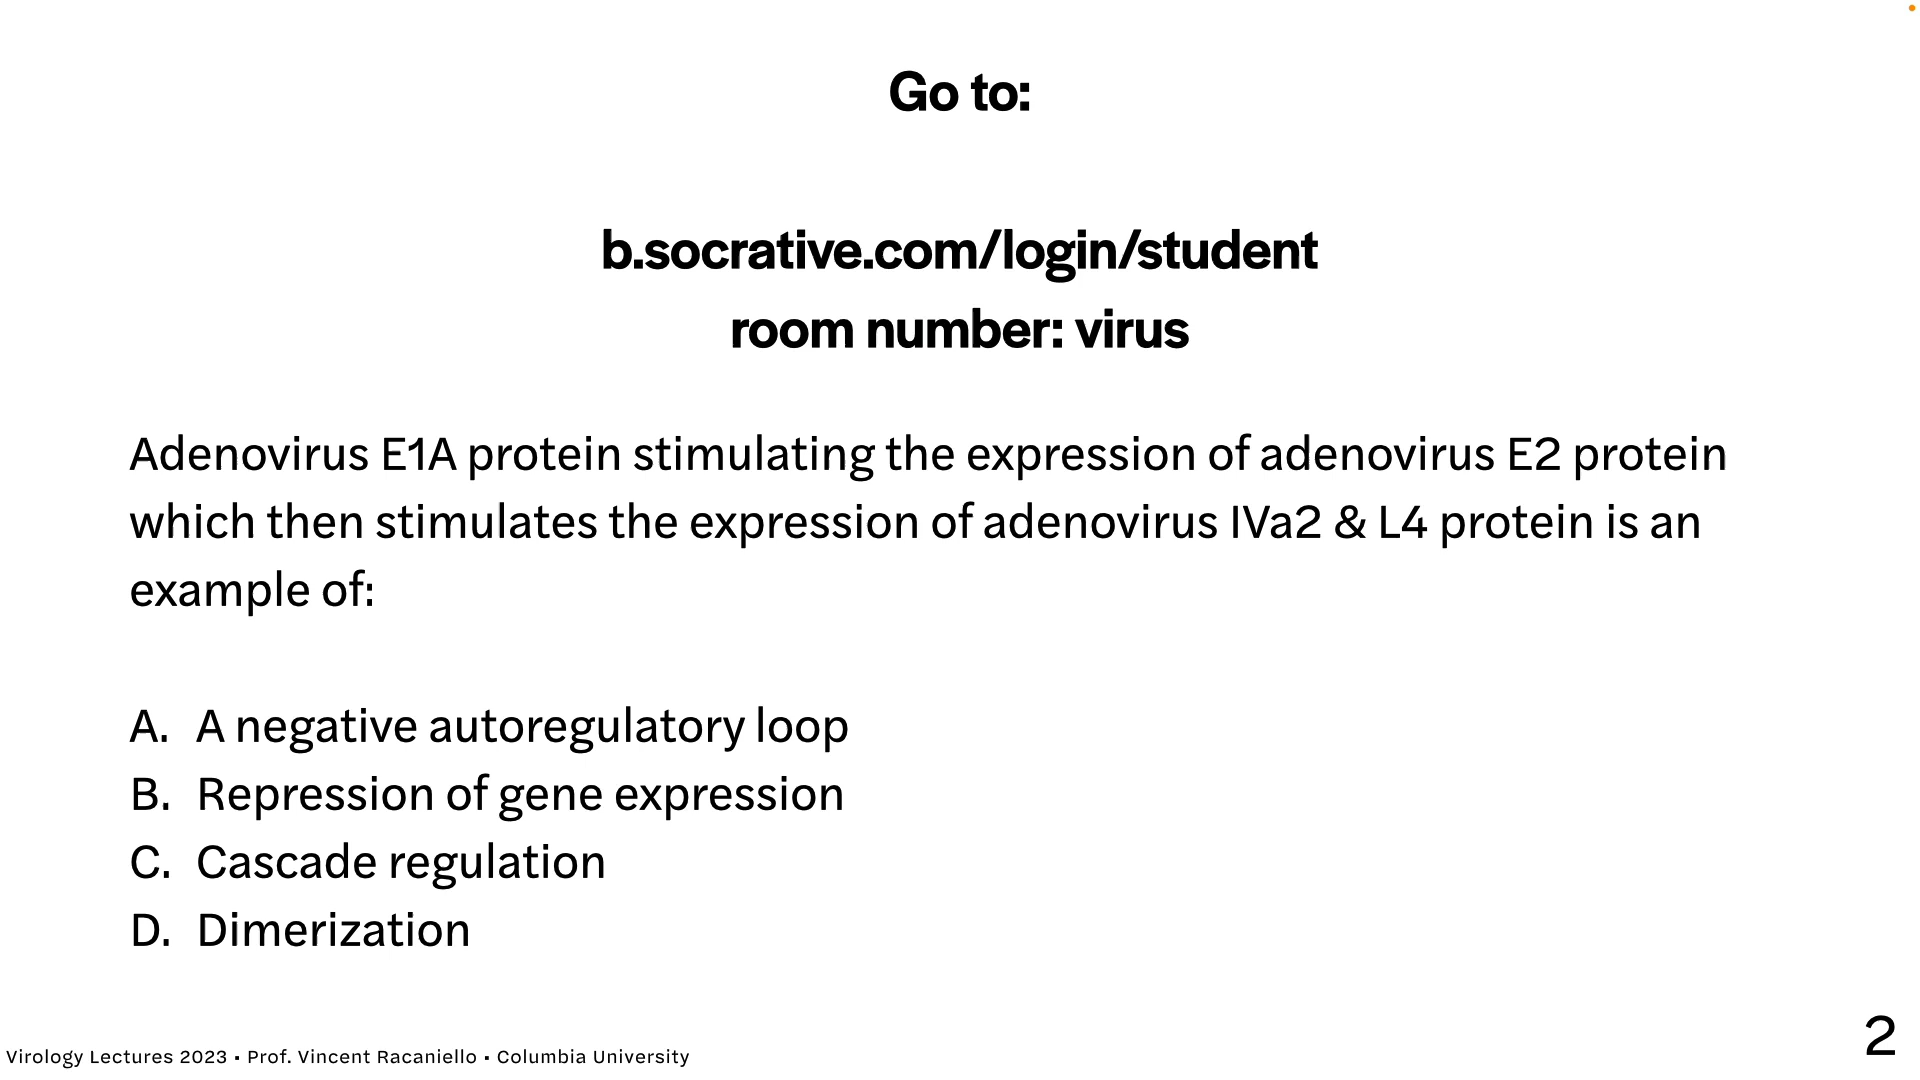 Go to:
b.socrative.com/login/student
room number: virus
Adenovirus E1A protein stimulating the expression of adenovirus E2 protein
which then stimulates the expression of adenovirus IVa2 & L4 protein is an
example of:
A. A negative autoregulatory loop
B. Repression of gene expression
C. Cascade regulation
D. Dimerization
Virology Lectures 2023 • Prof. Vincent Racaniello • Columbia University
2